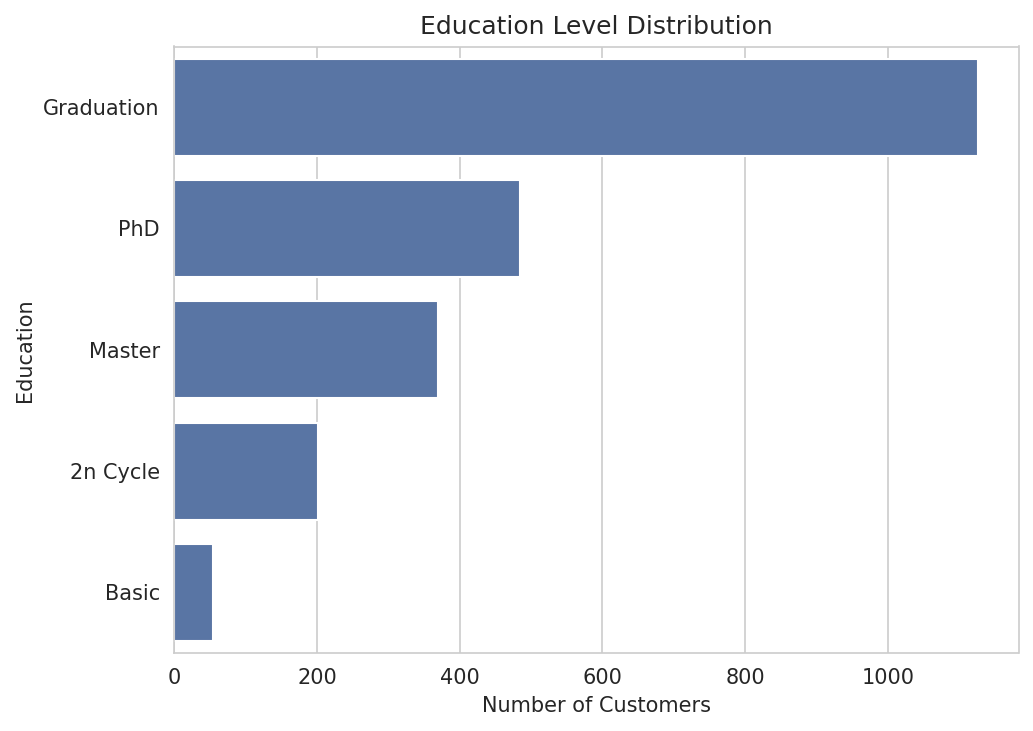 Education Level Distribution
Education
Graduation
PhD
Master
2n Cycle
Basic
0 200 400 600 800 1000
Number of Customers